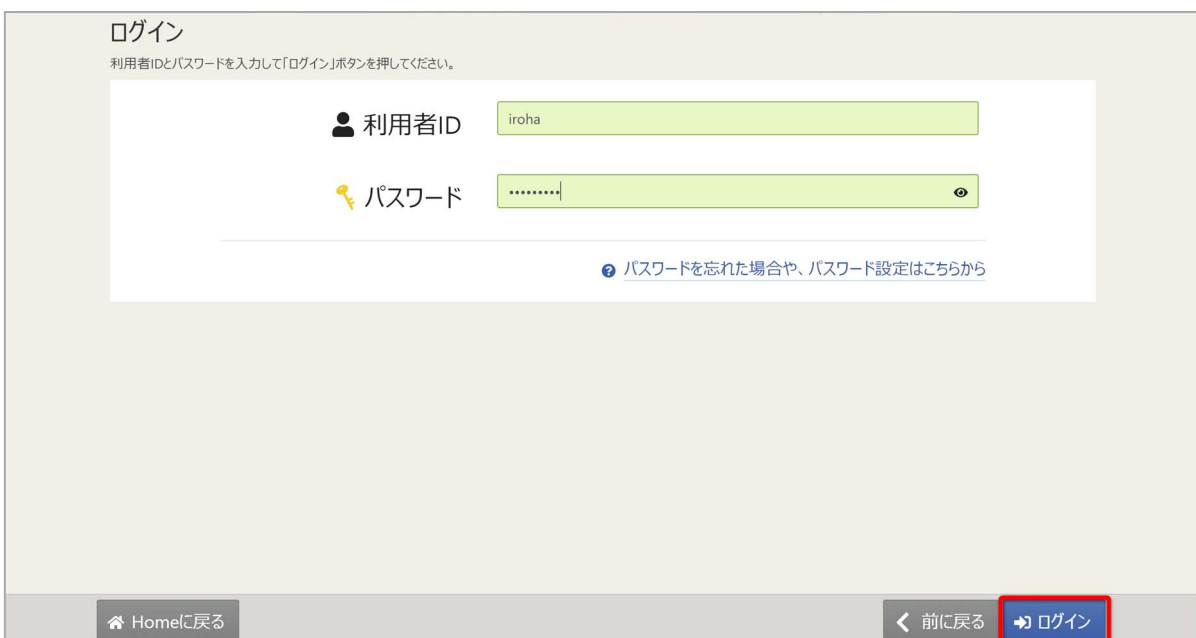 ログイン
利用者IDとパスワードを入力して「ログイン」ボタンを押してください。
利用者ID
iroha
パスワード
•••••••••
パスワードを忘れた場合や、パスワード設定はこちらから
Homeに戻る
前に戻る
ログイン